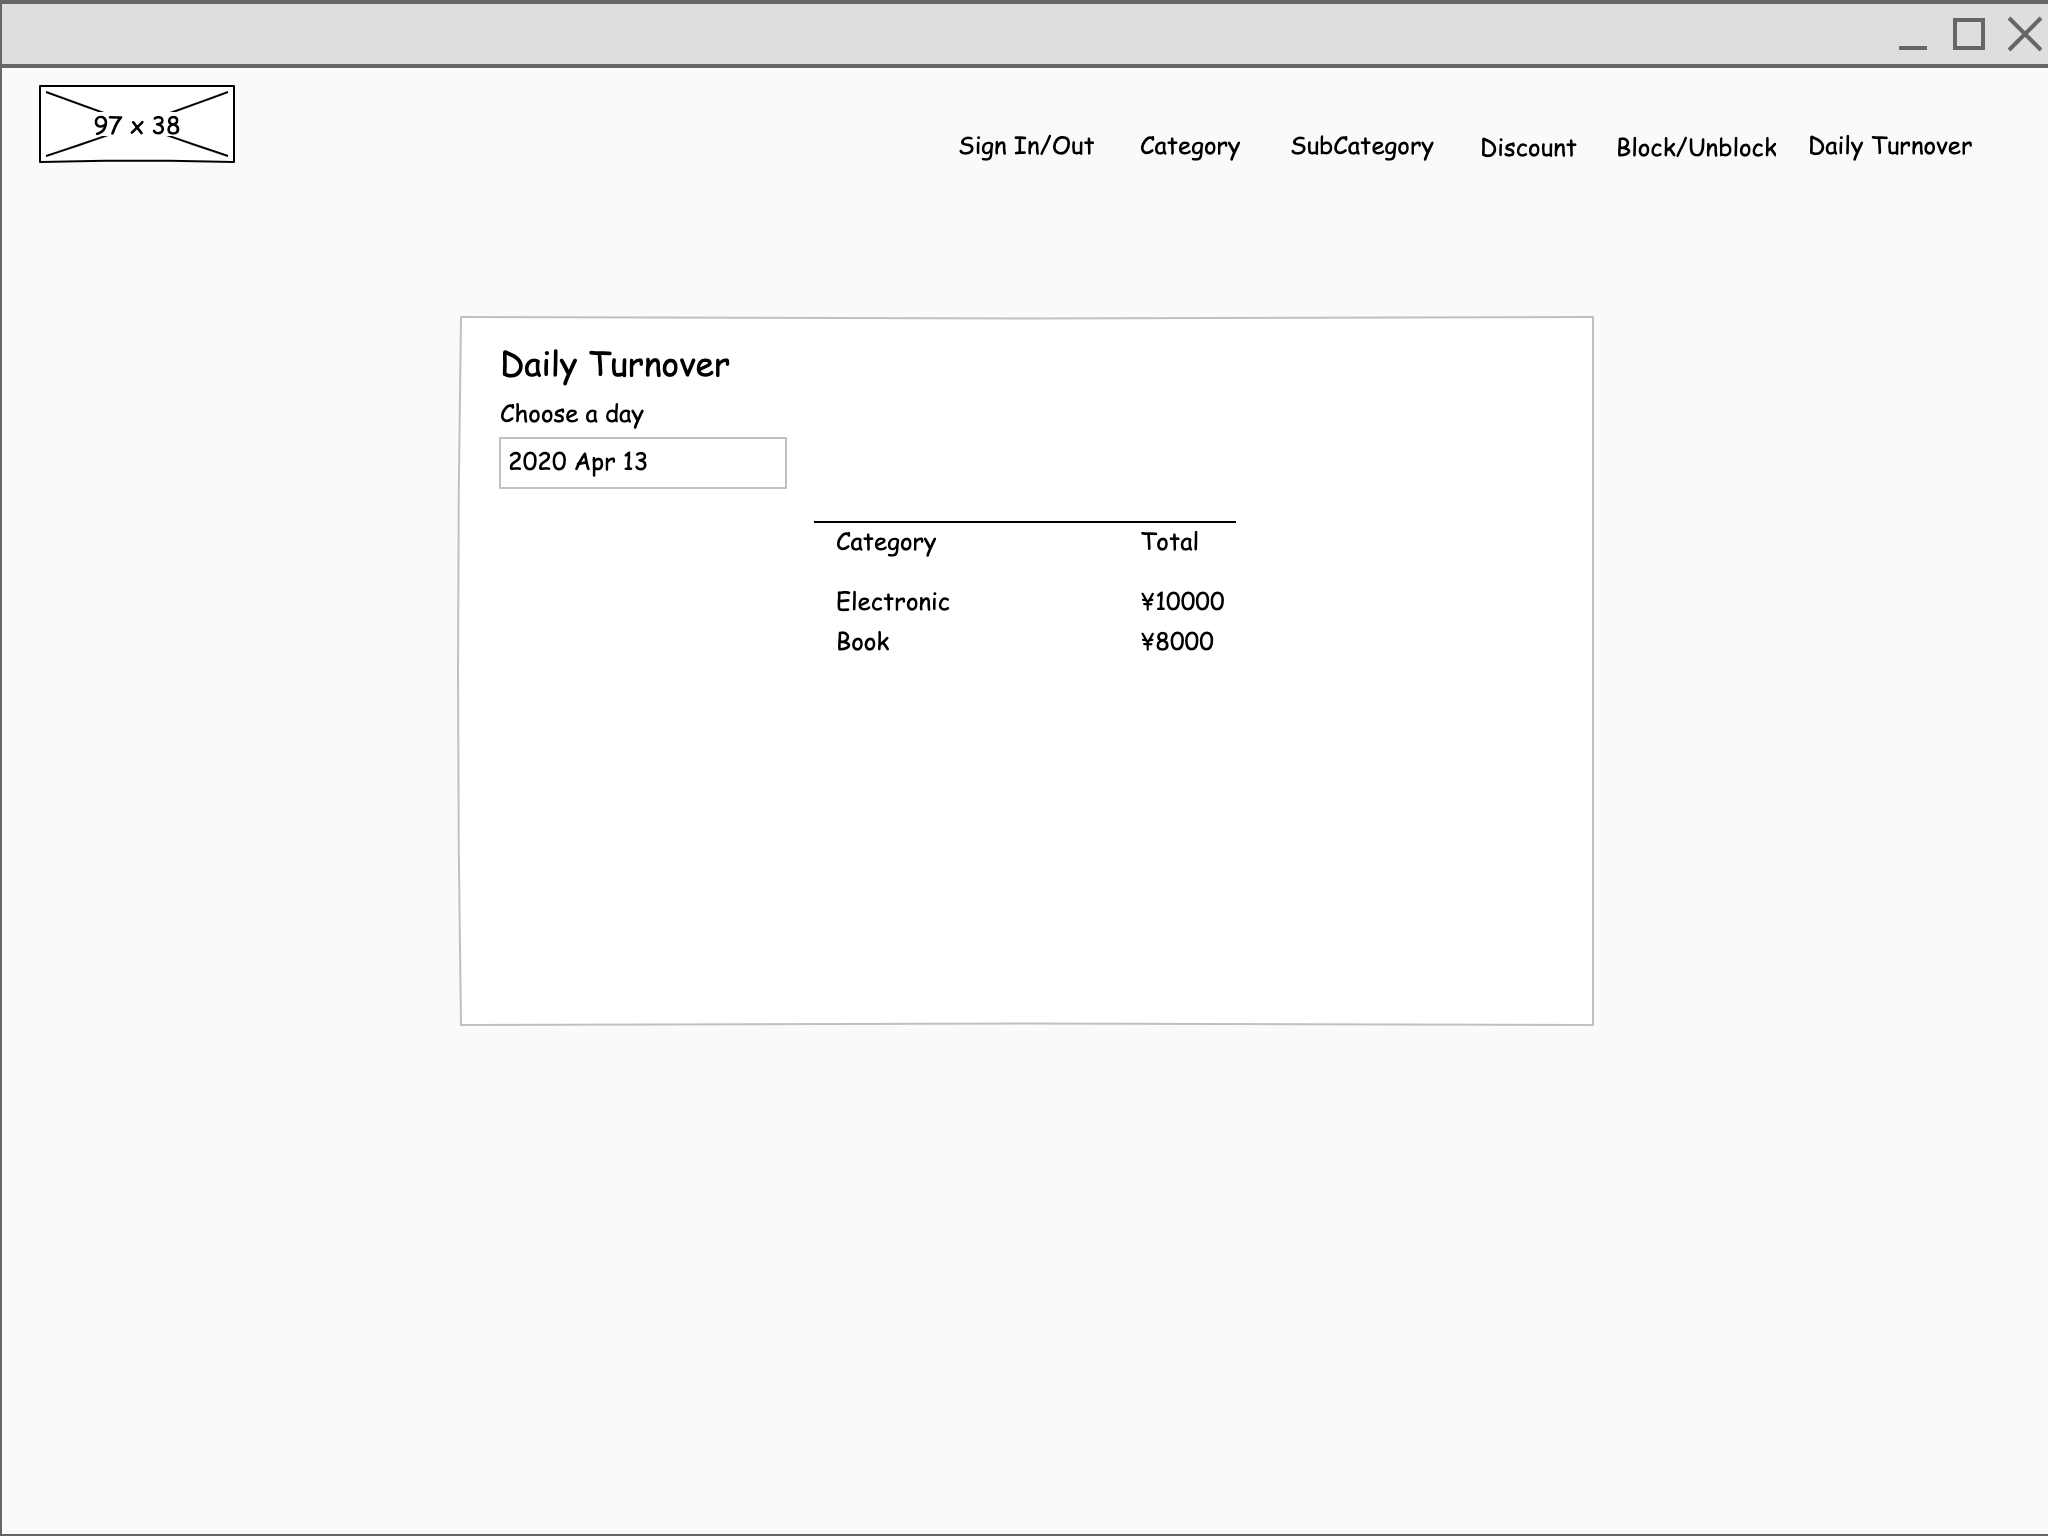 97 x 38
Sign In/Out Category SubCategory Discount Block/Unblock Daily Turnover
Daily Turnover
Choose a day
2020 Apr 13
Category Total
Electronic ¥10000
Book ¥8000